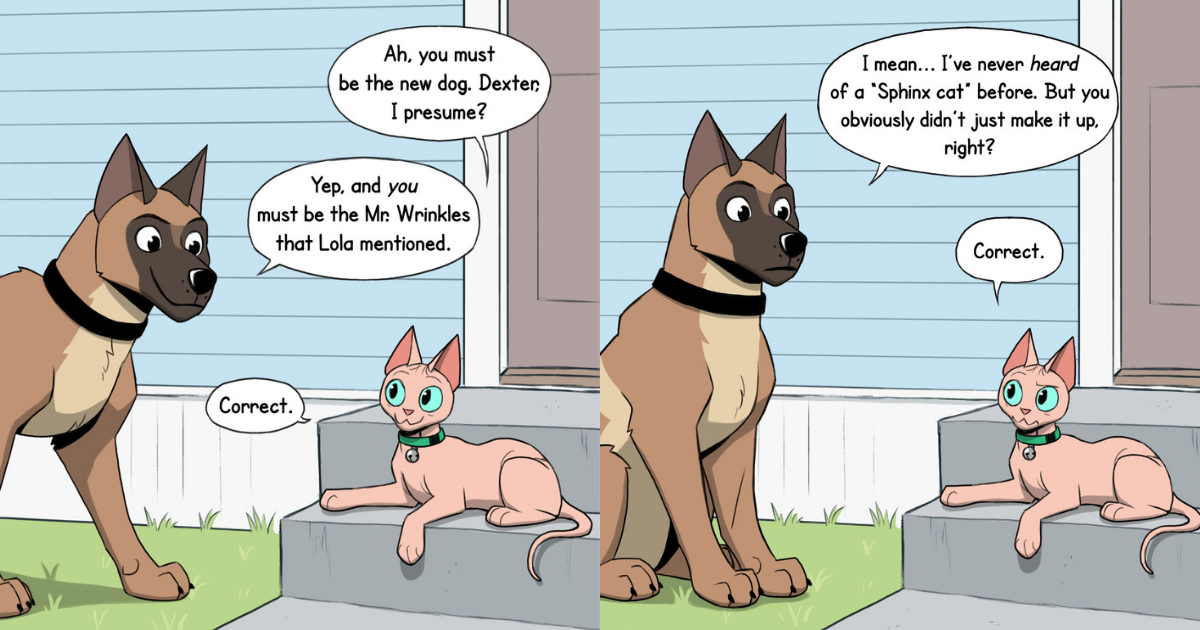 Ah, you must
be the new dog. Dexter,
I presume?
Yep, and you
must be the Mr. Wrinkles
that Lola mentioned.
Correct.
I mean... I've never heard
of a "Sphinx cat" before. But you
obviously didn't just make it up,
right?
Correct.